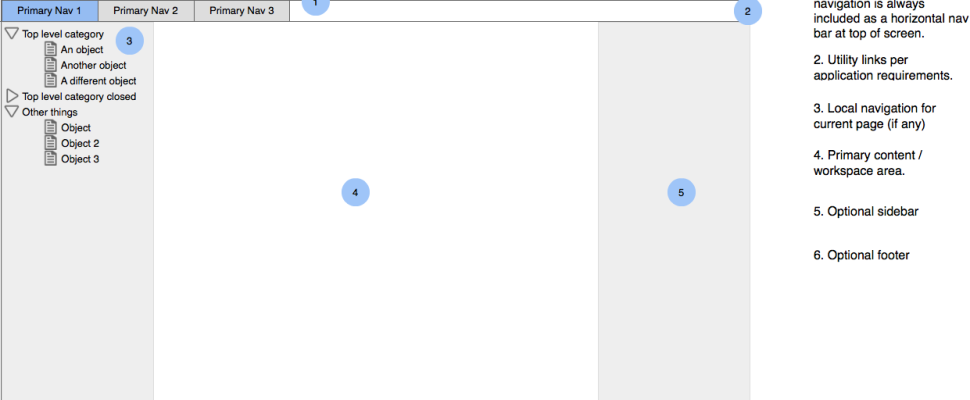 Primary Nav 1
Primary Nav 2
Primary Nav 3
1
2
Top level category
3
An object
Another object
A different object
Top level category closed
Other things
Object
Object 2
Object 3
4
5
navigation is always
included as a horizontal nav
bar at top of screen.
2. Utility links per
application requirements.
3. Local navigation for
current page (if any)
4. Primary content /
workspace area.
5. Optional sidebar
6. Optional footer